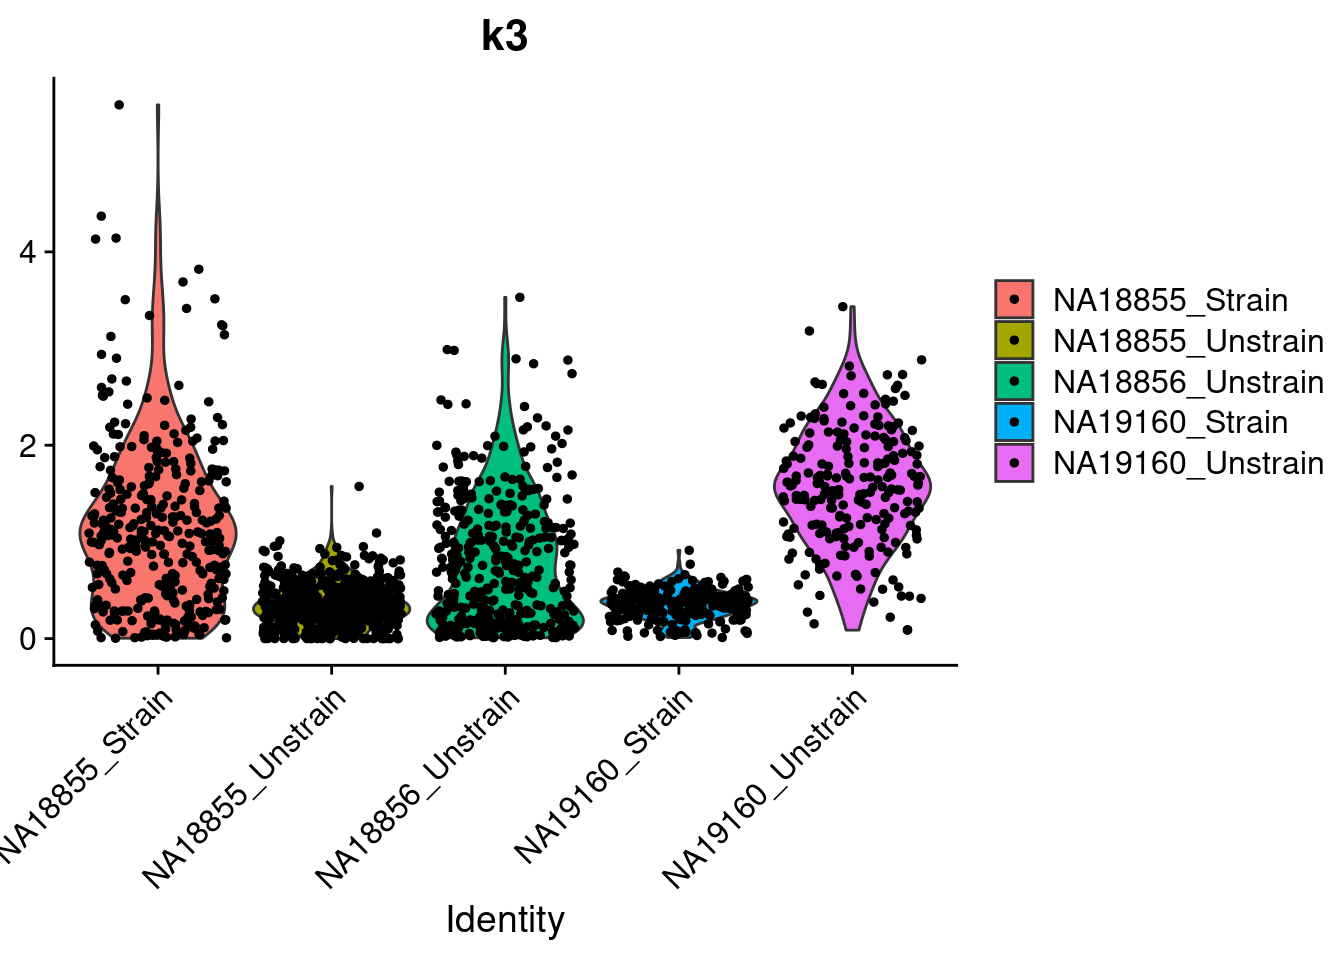 k3
4
2
0
NA18855_Strain
NA18855_Unstrain
NA18856_Unstrain
NA19160_Strain
NA19160_Unstrain
Identity
NA18855_Strain
NA18855_Unstrain
NA18856_Unstrain
NA19160_Strain
NA19160_Unstrain